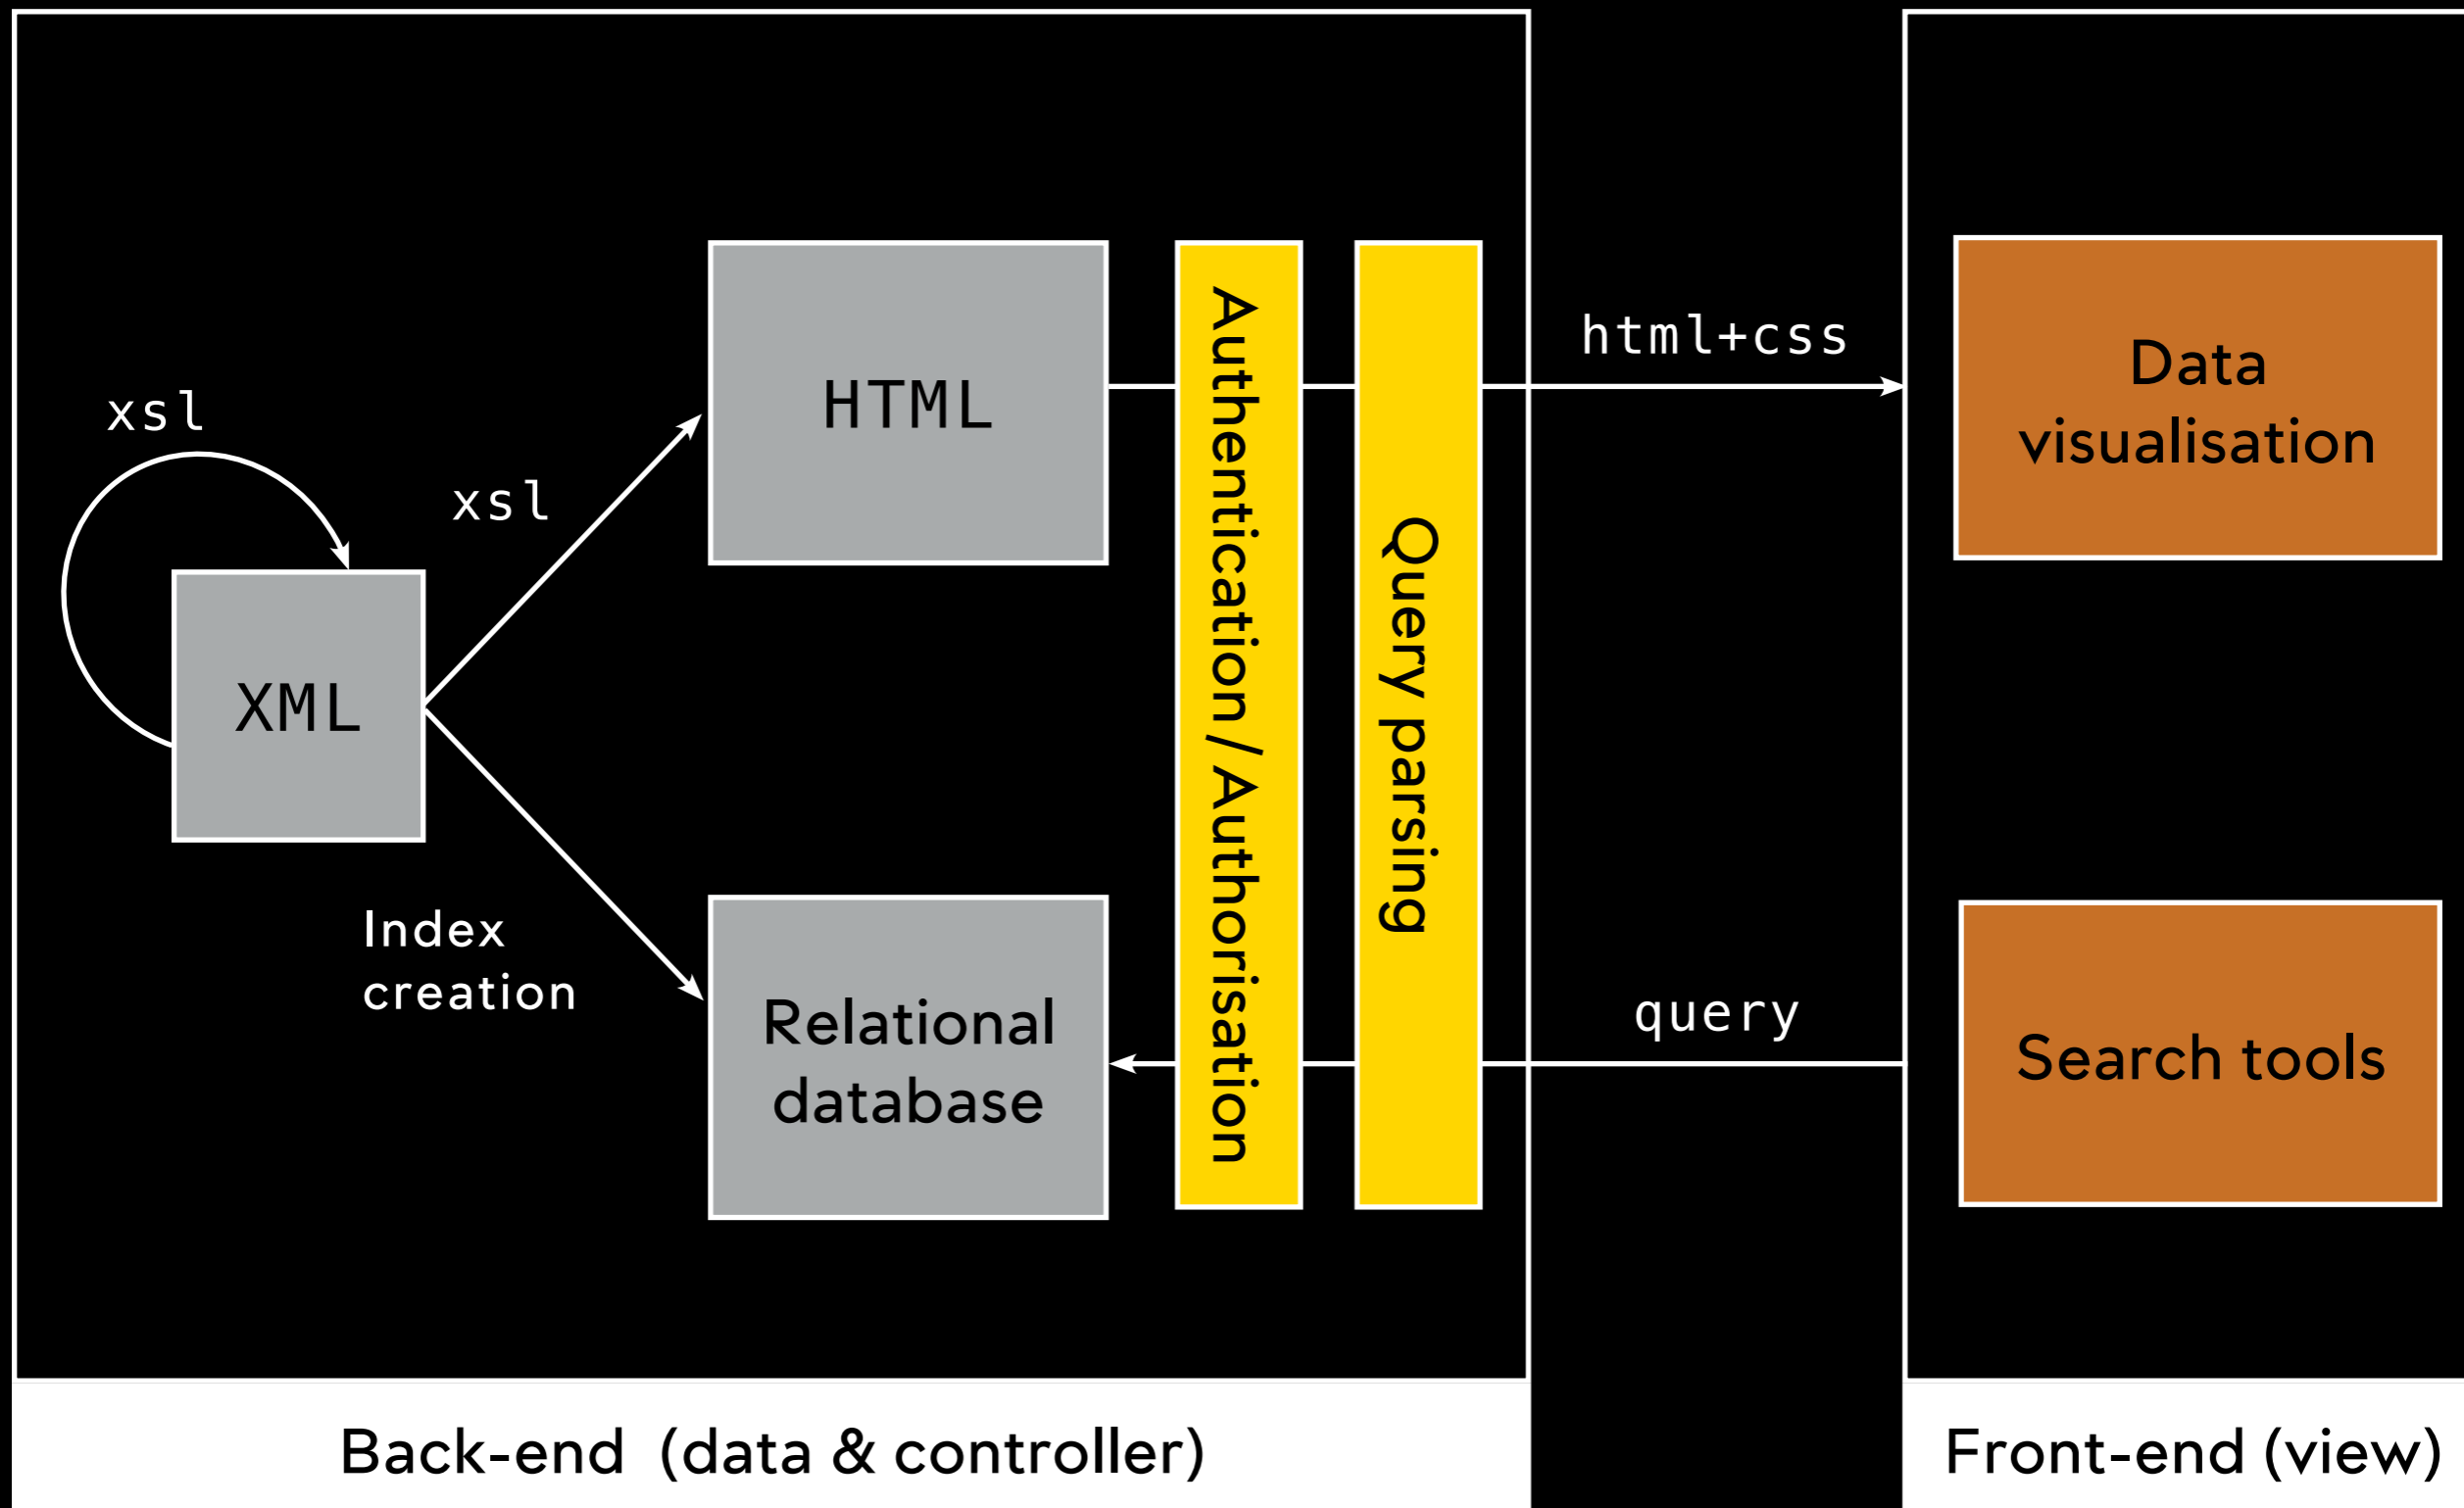 xsl
xsl
XML
HTML
Index
creation
Relational
database
Authentication / Authorisation
Query parsing
html+css
query
Data
visualisation
Search tools
Back-end (data & controller)
Front-end (view)